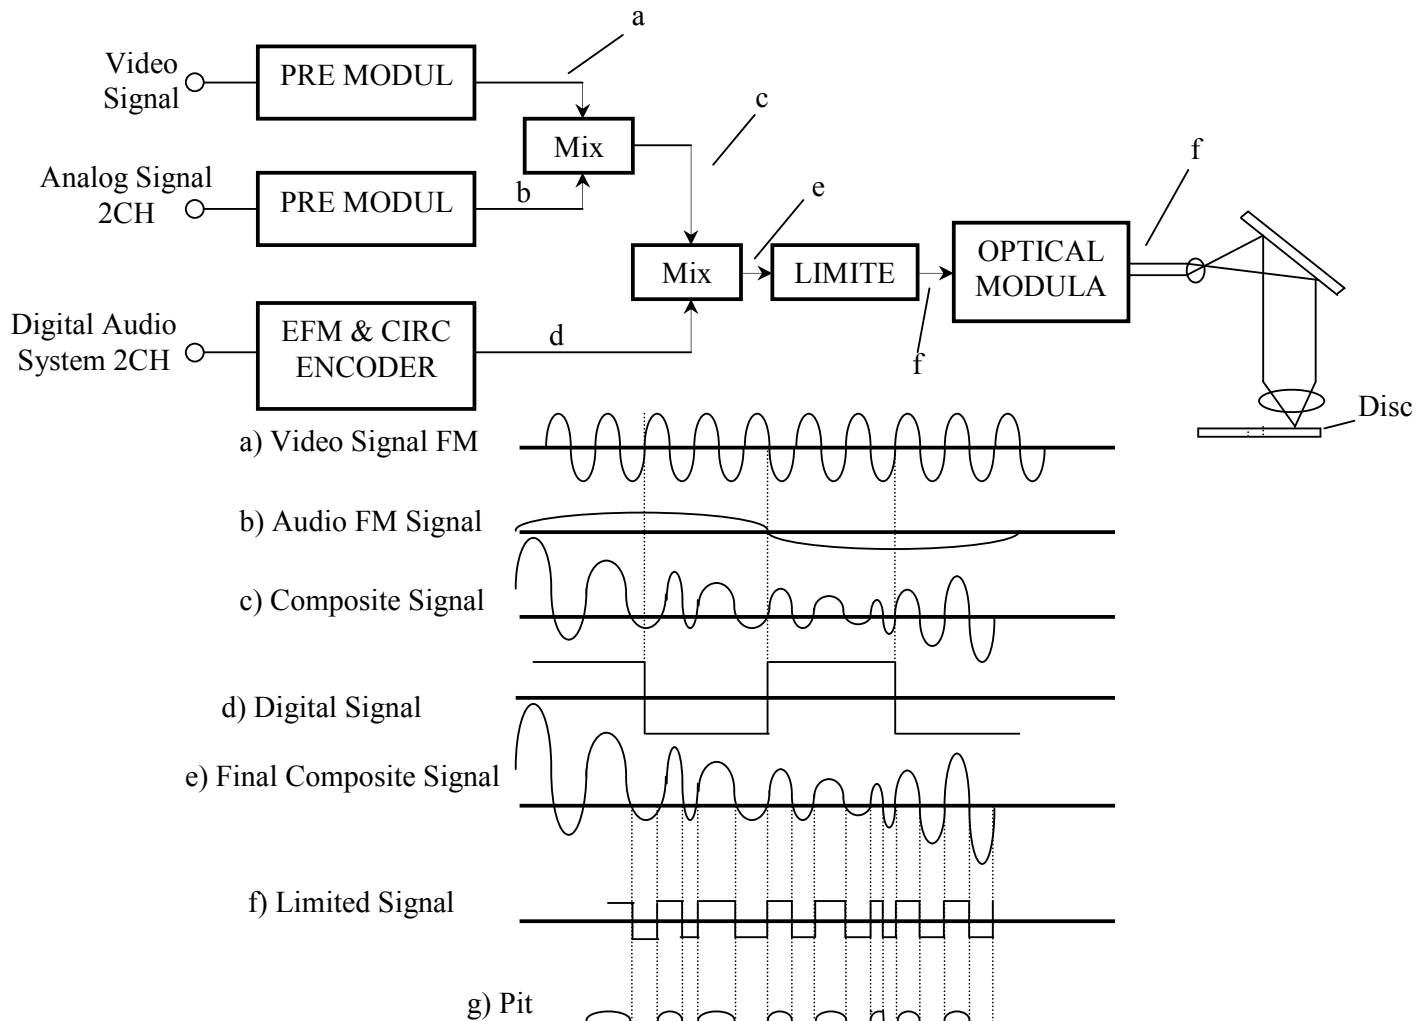 a
Video
Signal
PRE MODUL
c
Mix
f
Analog Signal
2CH
PRE MODUL
b
e
Mix
LIMITE
OPTICAL
MODULA
Digital Audio
System 2CH
EFM & CIRC
ENCODER
d
f
Disc
a) Video Signal FM
b) Audio FM Signal
c) Composite Signal
d) Digital Signal
e) Final Composite Signal
f) Limited Signal
g) Pit